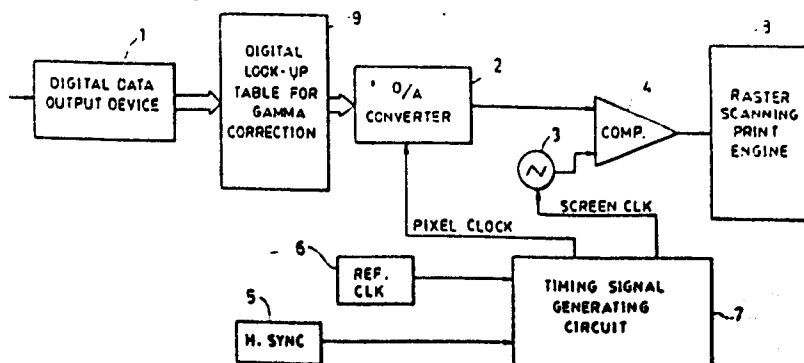 1
DIGITAL DATA
OUTPUT DEVICE
9
DIGITAL
LOOK-UP
TABLE FOR
GAMMA
CORRECTION
2
D/A
CONVERTER
3
4
COMP.
8
RASTER
SCANNING
PRINT
ENGINE
PIXEL CLOCK
SCREEN CLK
6
REF.
CLK
5
H. SYNC
TIMING SIGNAL
GENERATING
CIRCUIT
7